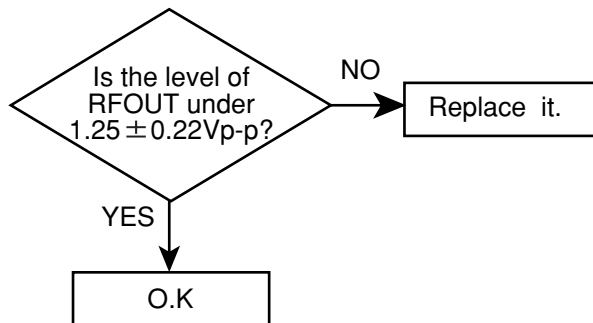 Is the level of
RFOUT under
1.25±0.22Vp-p?
NO
Replace it.
YES
O.K